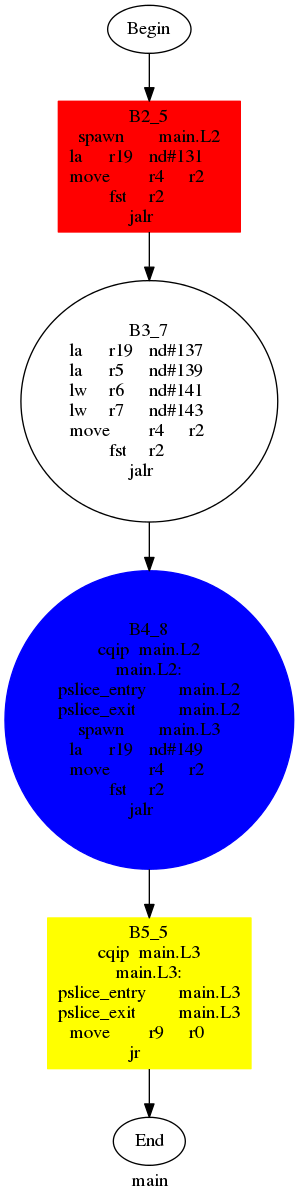 Begin
B2_5
spawn main.L2
la r19 nd#131
move r4 r2
fst r2
jalr
B3_7
la r19 nd#137
la r5 nd#139
lw r6 nd#141
lw r7 nd#143
move r4 r2
fst r2
jalr
B4_8
cqip main.L2
main.L2:
pslice_entry main.L2
pslice_exit main.L2
spawn main.L3
la r19 nd#149
move r4 r2
fst r2
jalr
B5_5
cqip main.L3
main.L3:
pslice_entry main.L3
pslice_exit main.L3
move r9 r0
jr
End
main